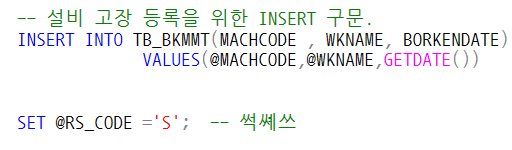 -- 설비 고장 등록을 위한 INSERT 구문.
INSERT INTO TB_BKMMT(MACHCODE , WKNAME, BORKENDATE)
VALUES(@MACHCODE,@WKNAME,GETDATE())
SET @RS_CODE ='S';  -- 썩쎼쓰